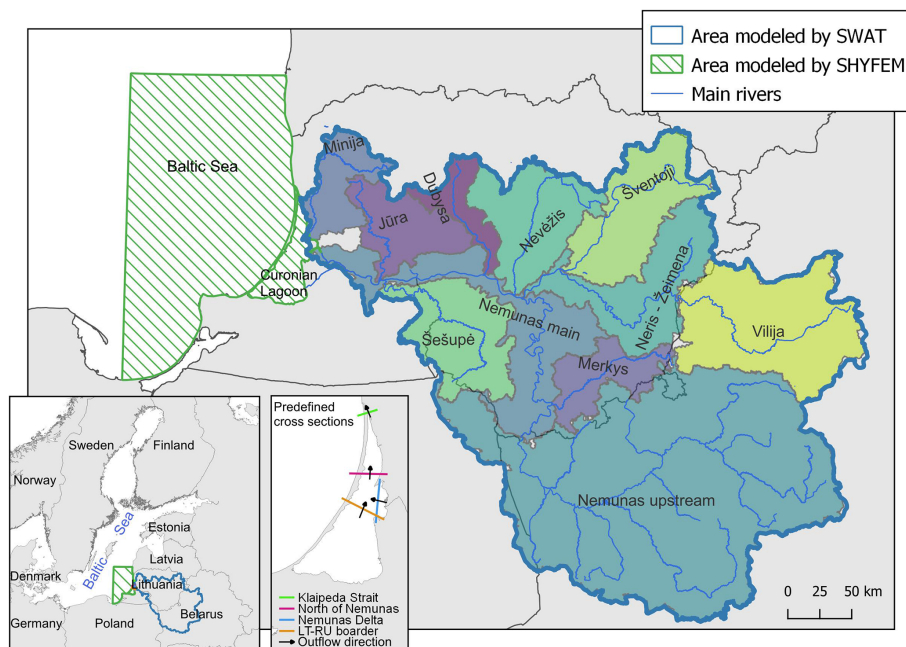 Area modeled by SWAT
Area modeled by SHYFEM
Main rivers
Baltic Sea
Curonian
Lagoon
Minija
Jūra
Dubysa
Nevėžis
Šventoji
Neris - Žeimena
Nemunas main
Šešupė
Merkys
Vilija
Nemunas upstream
0 25 50 km
Sweden
Finland
Norway
Estonia
Latvia
Denmark
Lithuania
Belarus
Germany
Poland
Baltic Sea
Predefined
cross sections
Klaipeda Strait
North of Nemunas
Nemunas Delta
LT-RU boarder
Outflow direction